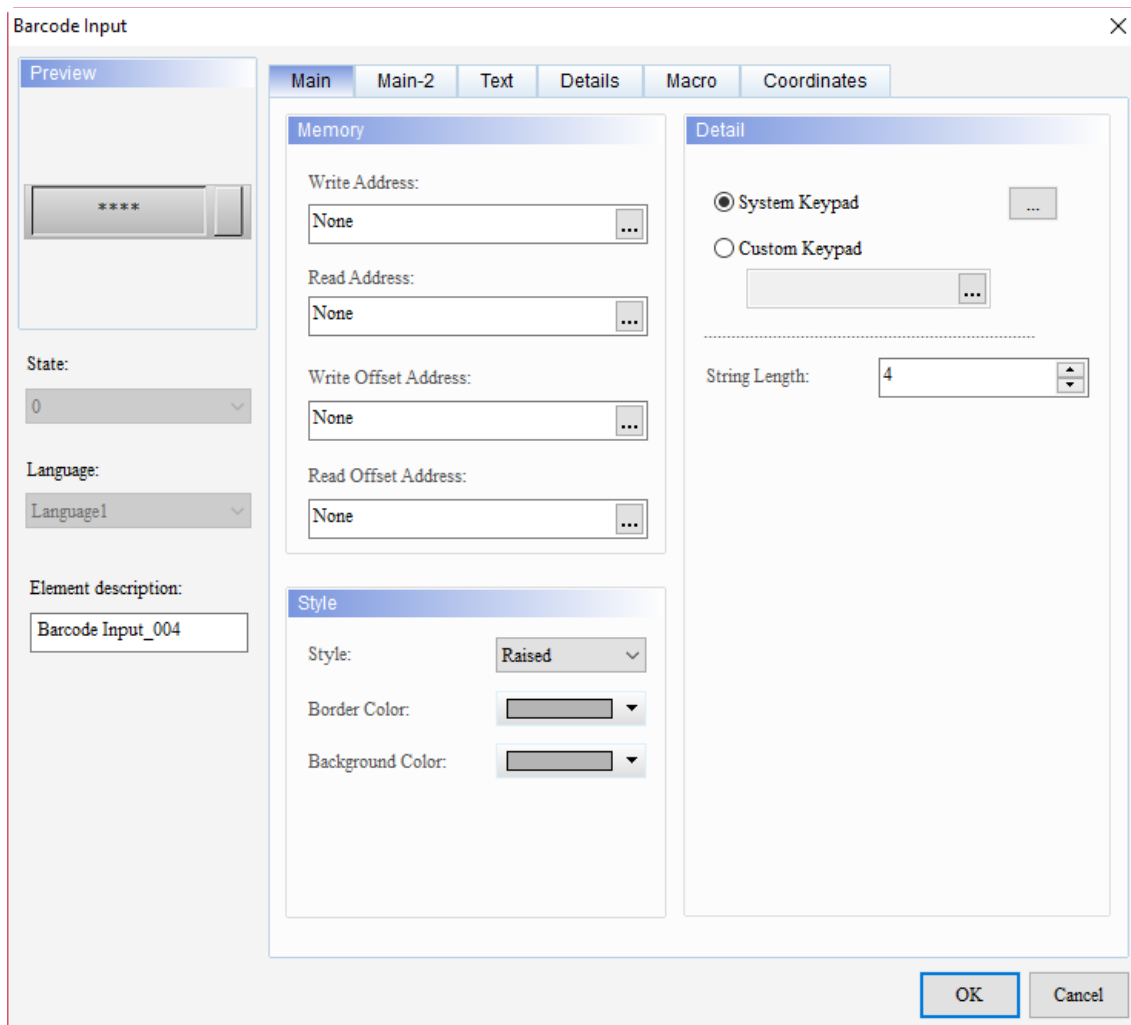 Barcode Input
Preview
****
State:
0
Language:
Language1
Element description:
Barcode Input_004
Main
Main-2
Text
Details
Macro
Coordinates
Memory
Write Address:
None
...
Read Address:
None
...
Write Offset Address:
None
...
Read Offset Address:
None
...
Style
Style:
Raised
Border Color:
Background Color:
Detail
System Keypad
...
Custom Keypad
...
String Length:
4
OK
Cancel